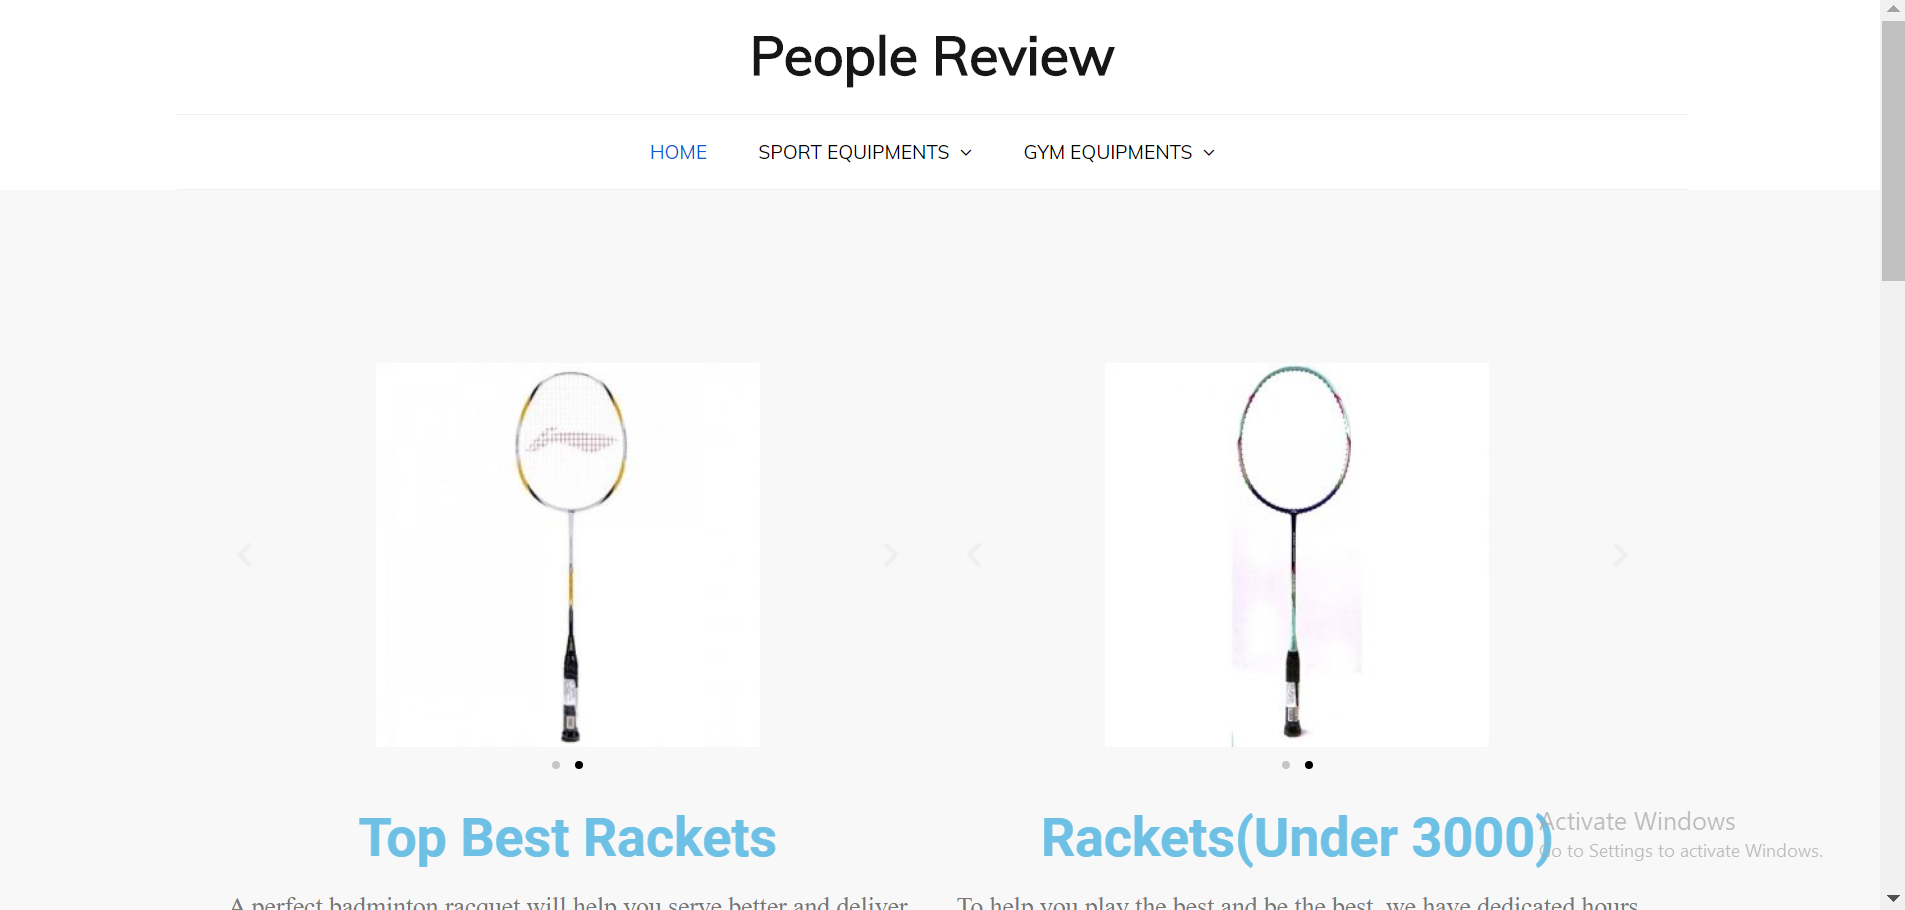 People Review
HOME
SPORT EQUIPMENTS
GYM EQUIPMENTS
Top Best Rackets
Rackets(Under 3000)
Activate Windows
Go to Settings to activate Windows.
A perfect badminton racquet will help you serve better and deliver
To help you play the best and be the best, we have dedicated hours